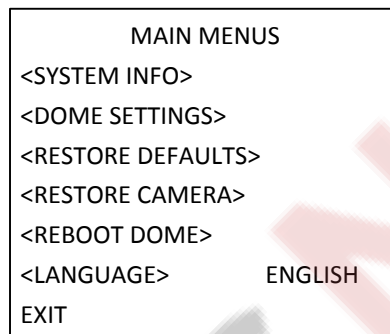 MAIN MENUS
<SYSTEM INFO>
<DOME SETTINGS>
<RESTORE DEFAULTS>
<RESTORE CAMERA>
<REBOOT DOME>
<LANGUAGE> ENGLISH
EXIT